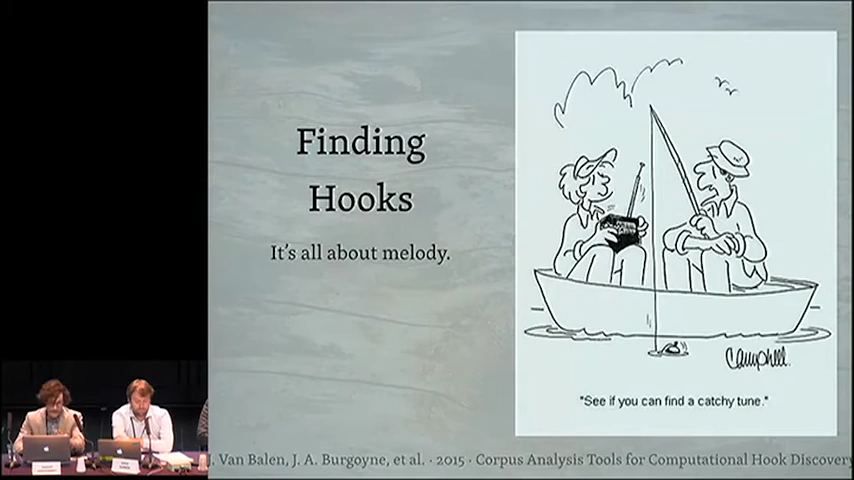 Finding
Hooks
It's all about melody.
Campbell.
"See if you can find a catchy tune."
J. Van Balen, J. A. Burgoyne, et al. · 2015 · Corpus Analysis Tools for Computational Hook Discovery